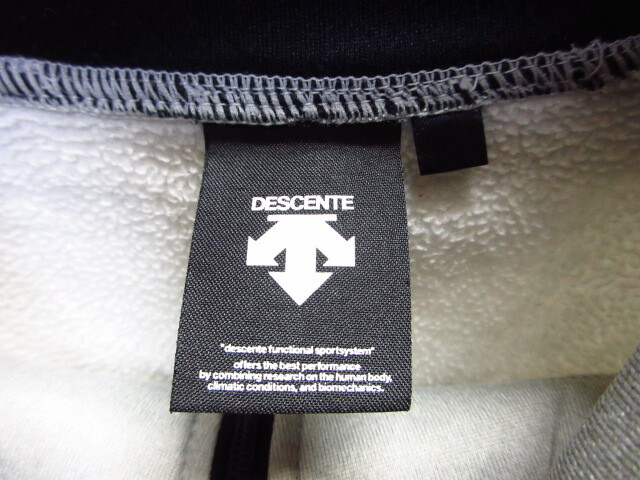 DESCENTE
"descente functional sportsystem"
offers the best performance
by combining research on the human body,
climatic conditions, and biomechanics.